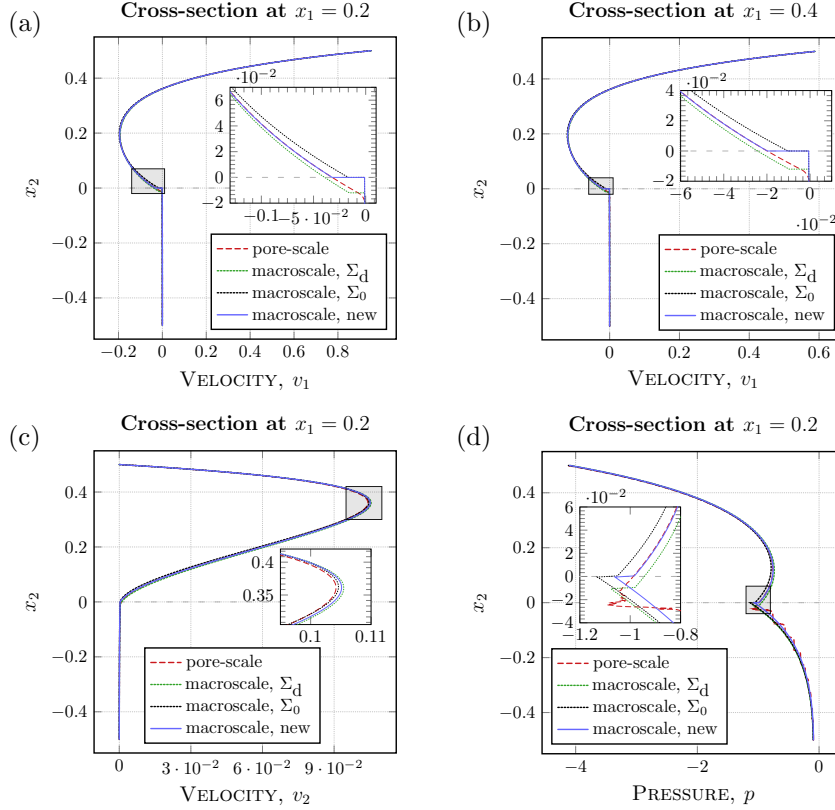 (a)
Cross-section at x₁ = 0.2
x₂
0.4
0.2
0
−0.2
−0.4
·10⁻²
6
4
2
0
−2
−0.1
−5·10⁻²
0
pore-scale
macroscale, Σd
macroscale, Σ₀
macroscale, new
−0.2
0
0.2
0.4
0.6
0.8
VELOCITY, v₁
(b)
Cross-section at x₁ = 0.4
x₂
0.4
0.2
0
−0.2
−0.4
·10⁻²
4
2
0
−2
−6
−4
−2
0
·10⁻²
pore-scale
macroscale, Σd
macroscale, Σ₀
macroscale, new
0
0.2
0.4
0.6
VELOCITY, v₁
(c)
Cross-section at x₁ = 0.2
x₂
0.4
0.2
0
−0.2
−0.4
0.4
0.35
0.1
0.11
pore-scale
macroscale, Σd
macroscale, Σ₀
macroscale, new
0
3·10⁻²
6·10⁻²
9·10⁻²
VELOCITY, v₂
(d)
Cross-section at x₁ = 0.2
x₂
0.4
0.2
0
−0.2
−0.4
·10⁻²
6
4
2
0
−2
−4
−1.2
−1
−0.8
pore-scale
macroscale, Σd
macroscale, Σ₀
macroscale, new
−4
−2
0
PRESSURE, p